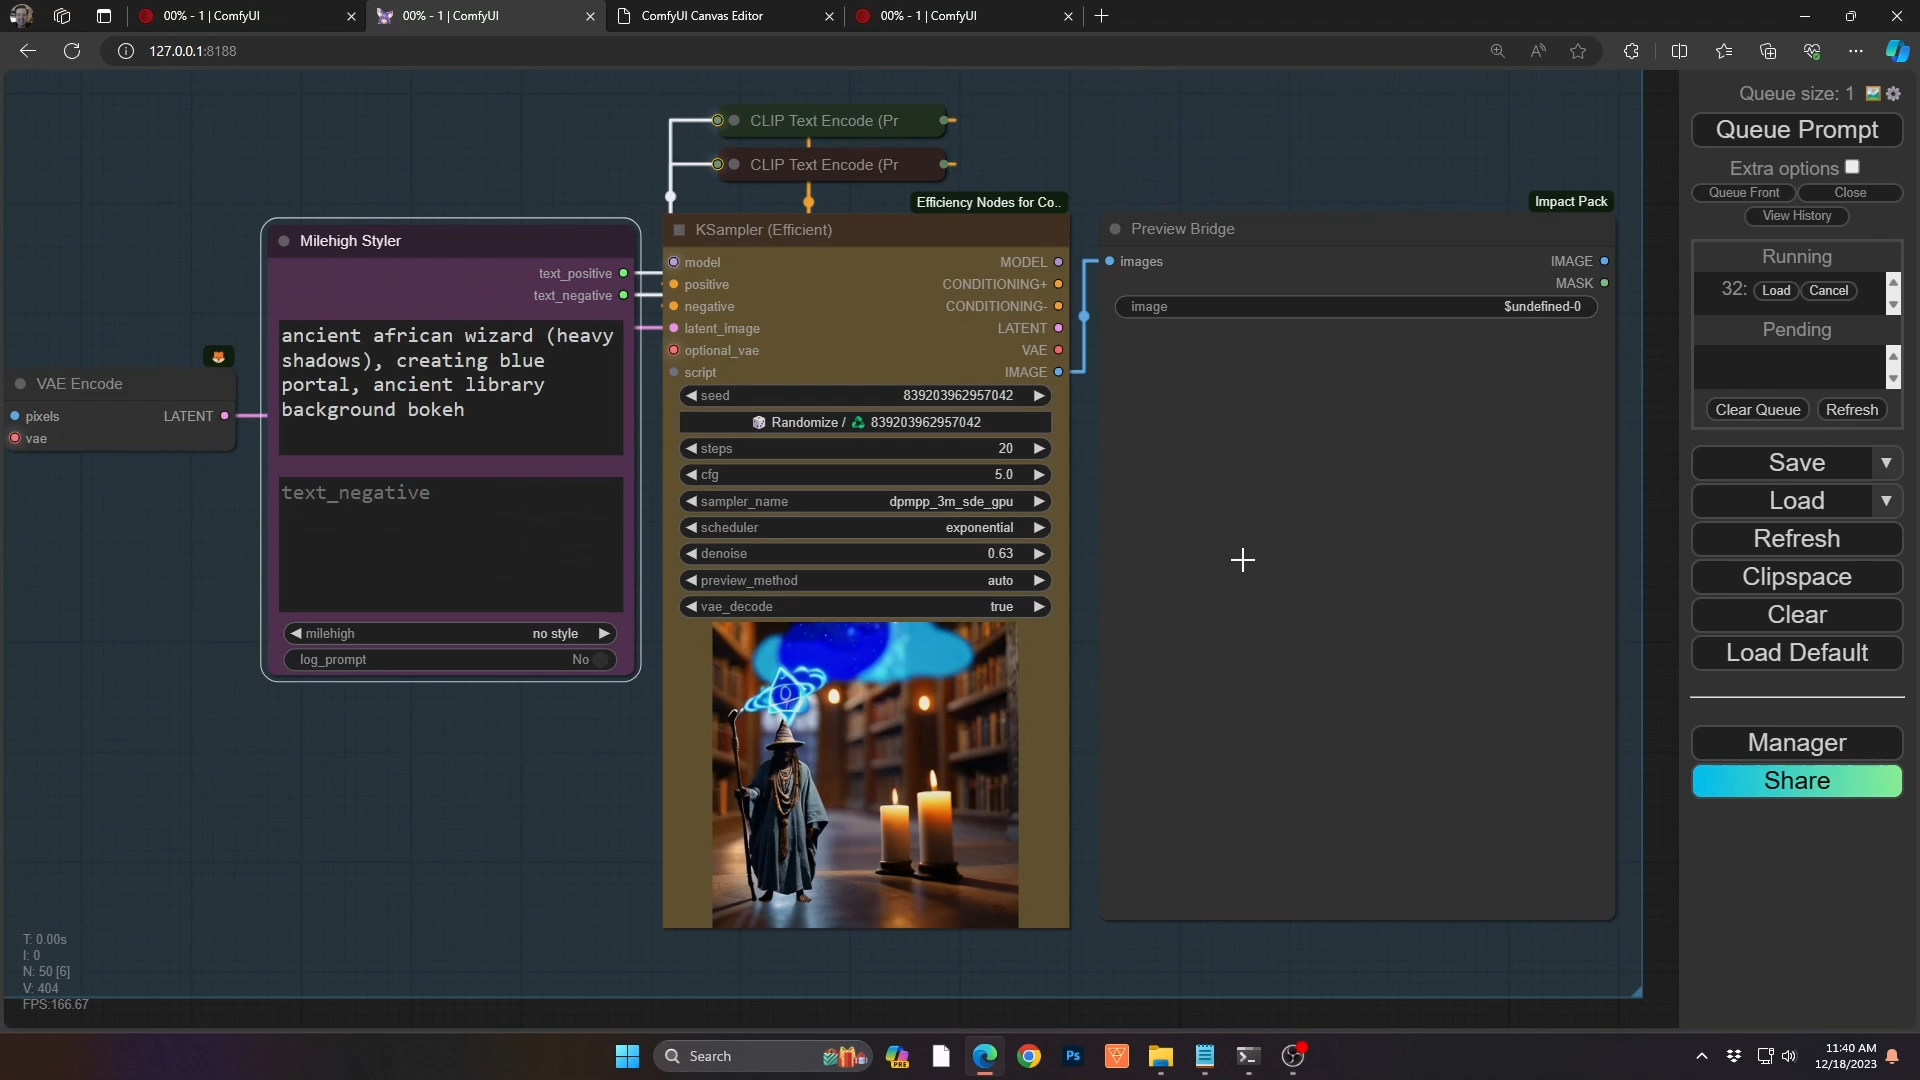 00% - 1 | ComfyUI
00% - 1 | ComfyUI
ComfyUI Canvas Editor
00% - 1 | ComfyUI
127.0.0.1:8188
Queue size: 1
Queue Prompt
Extra options
Queue Front
Close
View History
Running
32:
Load
Cancel
Pending
Clear Queue
Refresh
Save
Load
Refresh
Clipspace
Clear
Load Default
Manager
Share
CLIP Text Encode (Pr
CLIP Text Encode (Pr
Efficiency Nodes for Co..
Impact Pack
VAE Encode
pixels
LATENT
vae
Milehigh Styler
text_positive
text_negative
ancient african wizard (heavy
shadows), creating blue
portal, ancient library
background bokeh
text_negative
milehigh
no style
log_prompt
No
KSampler (Efficient)
model
MODEL
positive
CONDITIONING+
negative
CONDITIONING-
latent_image
LATENT
optional_vae
VAE
script
IMAGE
seed
839203962957042
Randomize / 839203962957042
steps
20
cfg
5.0
sampler_name
dpmpp_3m_sde_gpu
scheduler
exponential
denoise
0.63
preview_method
auto
vae_decode
true
Preview Bridge
images
IMAGE
MASK
image
$undefined-0
T: 0.00s
I: 0
N: 50 [6]
V: 404
FPS:166.67
Search
PRE
Ps
11:40 AM
12/18/2023